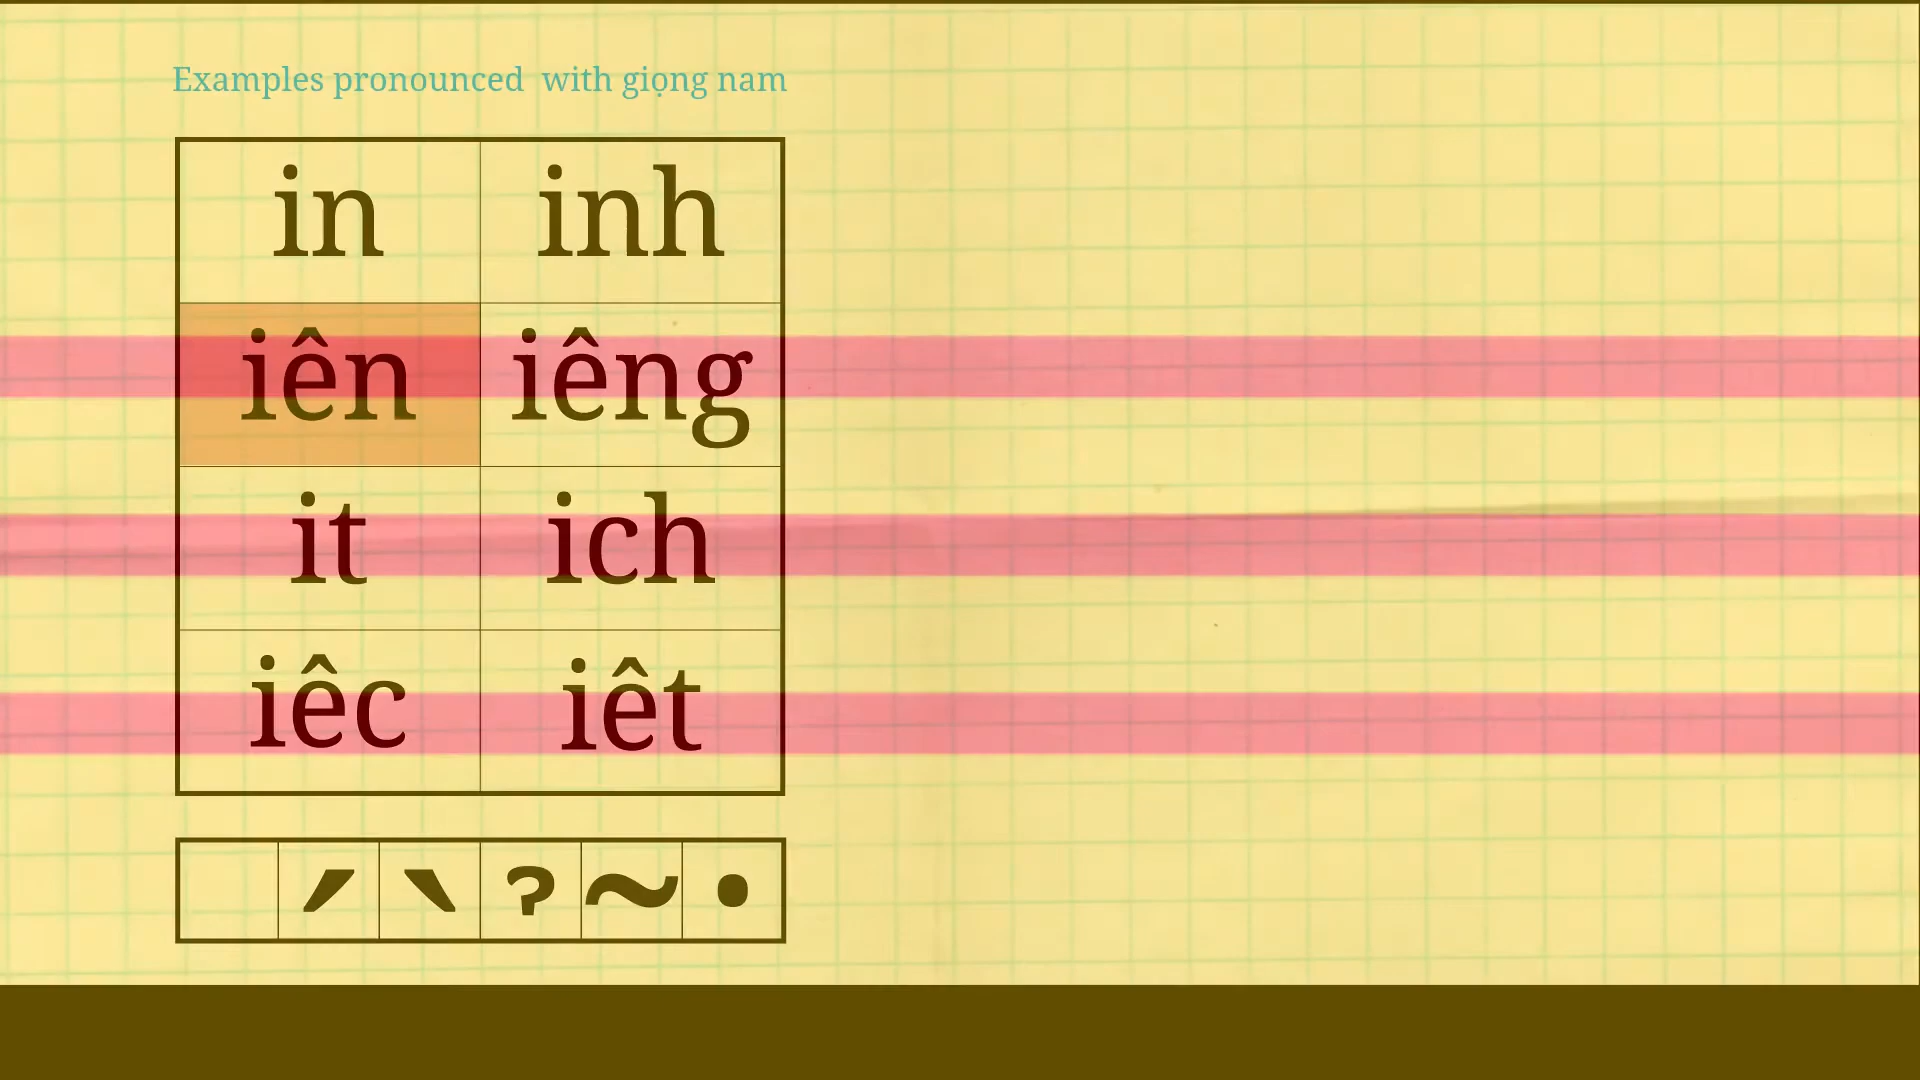 Examples pronounced with giọng nam
in inh
iên iêng
it ich
iêc iêt
ˊ ˋ ? ~ •